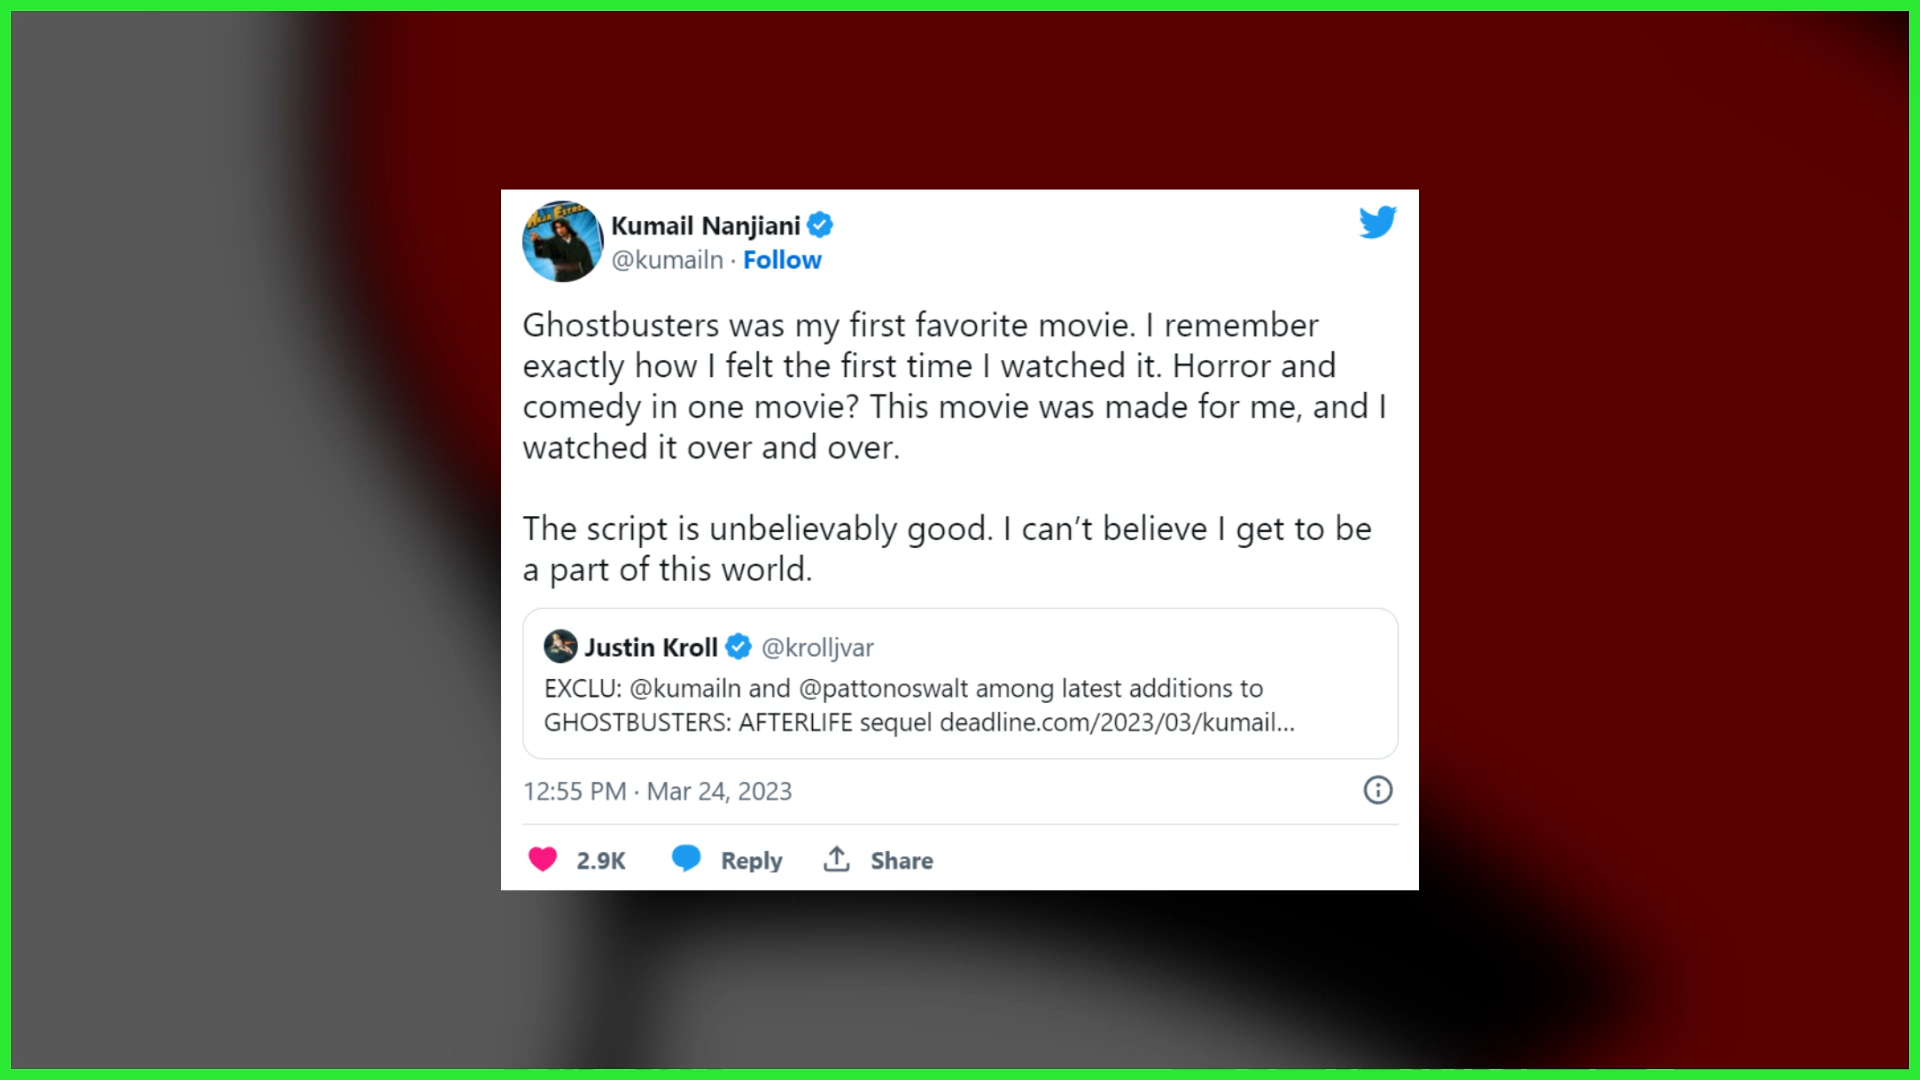 Kumail Nanjiani
@kumailn · Follow
Ghostbusters was my first favorite movie. I remember
exactly how I felt the first time I watched it. Horror and
comedy in one movie? This movie was made for me, and I
watched it over and over.
The script is unbelievably good. I can’t believe I get to be
a part of this world.
Justin Kroll @krolljvar
EXCLU: @kumailn and @pattonoswalt among latest additions to
GHOSTBUSTERS: AFTERLIFE sequel deadline.com/2023/03/kumail...
12:55 PM · Mar 24, 2023
2.9K Reply Share